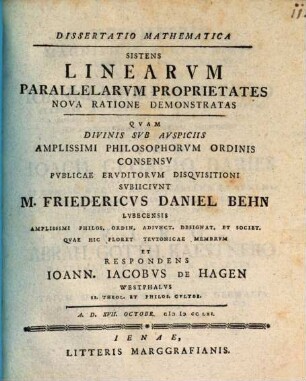 DISSERTATIO MATHEMATICA
SISTENS
LINEARVM
PARALLELARVM PROPRIETATES
NOVA RATIONE DEMONSTRATAS
QVAM
DIVINIS SVB AVSPICIIS
AMPLISSIMI PHILOSOPHORVM ORDINIS
CONSENSV
PVBLICAE ERVDITORVM DISQVISITIONI
SVBIICIVNT
M. FRIEDERICVS DANIEL BEHN
LVBECENSIS
AMPLISSIMI PHILOS. ORDIN. ADIVNCT. DESIGNAT. ET SOCIET.
QVAE HIC FLORET TEVTONICAE MEMBRVM
ET
RESPONDENS
IOANN. IACOBVS DE HAGEN
WESTPHALVS
SS. THEOL. ET PHILOS. CVLTOR.
A. D. XVII. OCTOBR.
IENAE,
LITTERIS MARGGRAFIANIS.